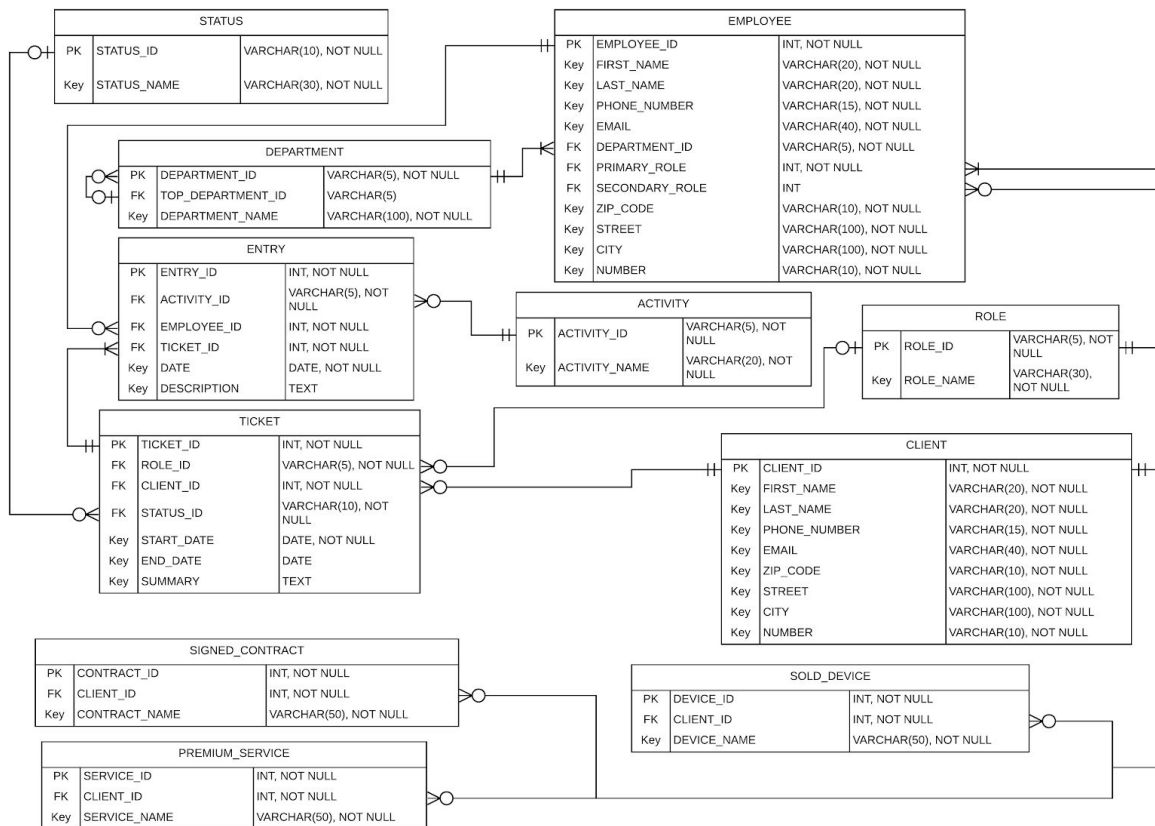 STATUS
PK STATUS_ID VARCHAR(10), NOT NULL
Key STATUS_NAME VARCHAR(30), NOT NULL
EMPLOYEE
PK EMPLOYEE_ID INT, NOT NULL
Key FIRST_NAME VARCHAR(20), NOT NULL
Key LAST_NAME VARCHAR(20), NOT NULL
Key PHONE_NUMBER VARCHAR(15), NOT NULL
Key EMAIL VARCHAR(40), NOT NULL
FK DEPARTMENT_ID VARCHAR(5), NOT NULL
FK PRIMARY_ROLE INT, NOT NULL
FK SECONDARY_ROLE INT
Key ZIP_CODE VARCHAR(10), NOT NULL
Key STREET VARCHAR(100), NOT NULL
Key CITY VARCHAR(100), NOT NULL
Key NUMBER VARCHAR(10), NOT NULL
DEPARTMENT
PK DEPARTMENT_ID VARCHAR(5), NOT NULL
FK TOP_DEPARTMENT_ID VARCHAR(5)
Key DEPARTMENT_NAME VARCHAR(100), NOT NULL
ENTRY
PK ENTRY_ID INT, NOT NULL
FK ACTIVITY_ID VARCHAR(5), NOT
NULL
FK EMPLOYEE_ID INT, NOT NULL
FK TICKET_ID INT, NOT NULL
Key DATE DATE, NOT NULL
Key DESCRIPTION TEXT
ACTIVITY
PK ACTIVITY_ID VARCHAR(5), NOT
NULL
Key ACTIVITY_NAME VARCHAR(20), NOT
NULL
ROLE
PK ROLE_ID VARCHAR(5), NOT
NULL
Key ROLE_NAME VARCHAR(30),
NOT NULL
TICKET
PK TICKET_ID INT, NOT NULL
FK ROLE_ID VARCHAR(5), NOT NULL
FK CLIENT_ID INT, NOT NULL
FK STATUS_ID VARCHAR(10), NOT
NULL
Key START_DATE DATE, NOT NULL
Key END_DATE DATE
Key SUMMARY TEXT
CLIENT
PK CLIENT_ID INT, NOT NULL
Key FIRST_NAME VARCHAR(20), NOT NULL
Key LAST_NAME VARCHAR(20), NOT NULL
Key PHONE_NUMBER VARCHAR(15), NOT NULL
Key EMAIL VARCHAR(40), NOT NULL
Key ZIP_CODE VARCHAR(10), NOT NULL
Key STREET VARCHAR(100), NOT NULL
Key CITY VARCHAR(100), NOT NULL
Key NUMBER VARCHAR(10), NOT NULL
SIGNED_CONTRACT
PK CONTRACT_ID INT, NOT NULL
FK CLIENT_ID INT, NOT NULL
Key CONTRACT_NAME VARCHAR(50), NOT NULL
SOLD_DEVICE
PK DEVICE_ID INT, NOT NULL
FK CLIENT_ID INT, NOT NULL
Key DEVICE_NAME VARCHAR(50), NOT NULL
PREMIUM_SERVICE
PK SERVICE_ID INT, NOT NULL
FK CLIENT_ID INT, NOT NULL
Key SERVICE_NAME VARCHAR(50), NOT NULL